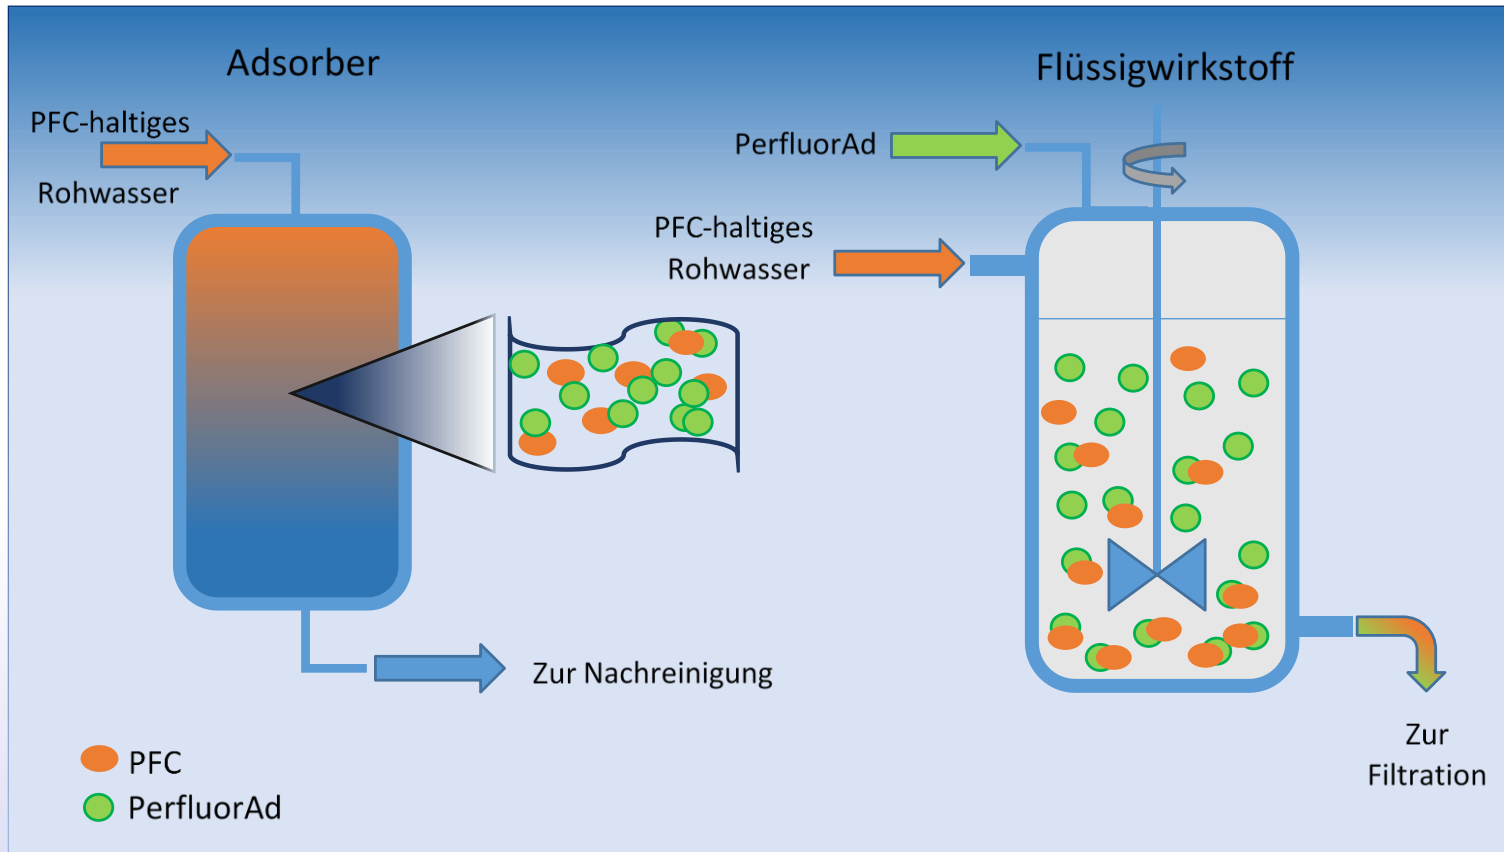 Adsorber
PFC-haltiges
Rohwasser
Zur Nachreinigung
PFC
PerfluorAd
Flüssigwirkstoff
PerfluorAd
PFC-haltiges
Rohwasser
Zur
Filtration